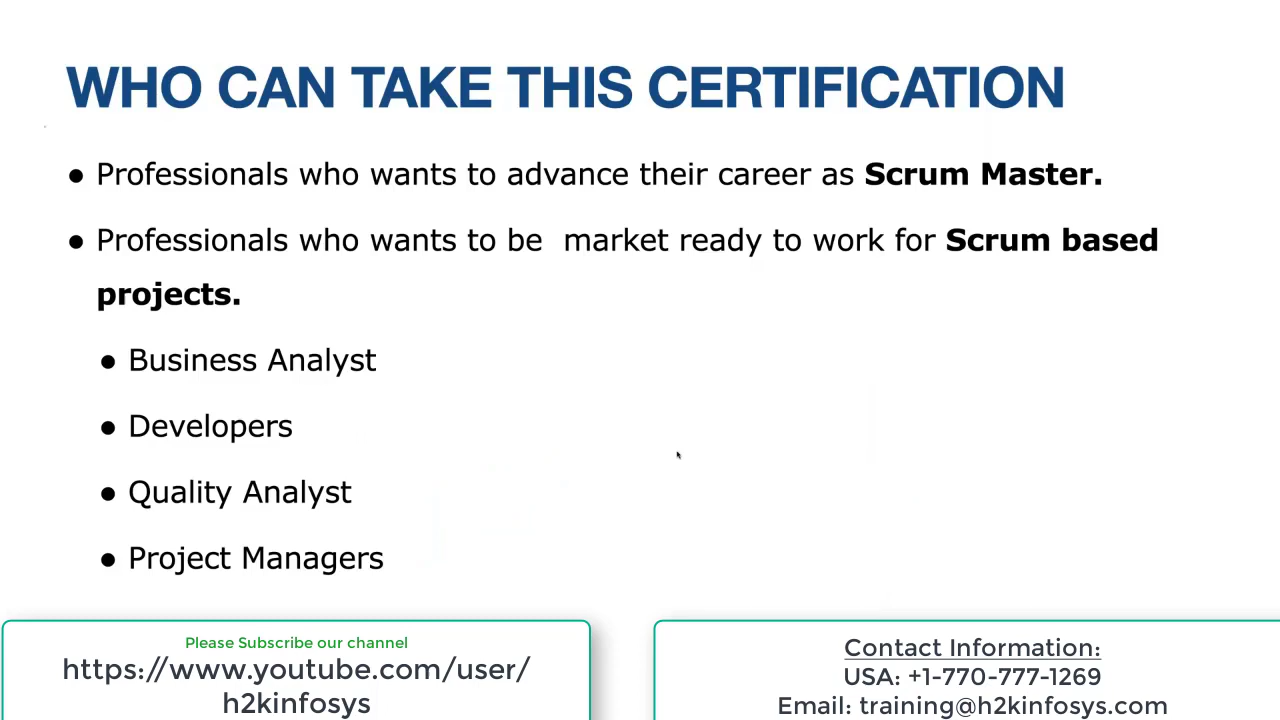 WHO CAN TAKE THIS CERTIFICATION
● Professionals who wants to advance their career as Scrum Master.
● Professionals who wants to be  market ready to work for Scrum based
projects.
● Business Analyst
● Developers
● Quality Analyst
● Project Managers
Please Subscribe our channel
https://www.youtube.com/user/
h2kinfosys
Contact Information:
USA: +1-770-777-1269
Email: training@h2kinfosys.com